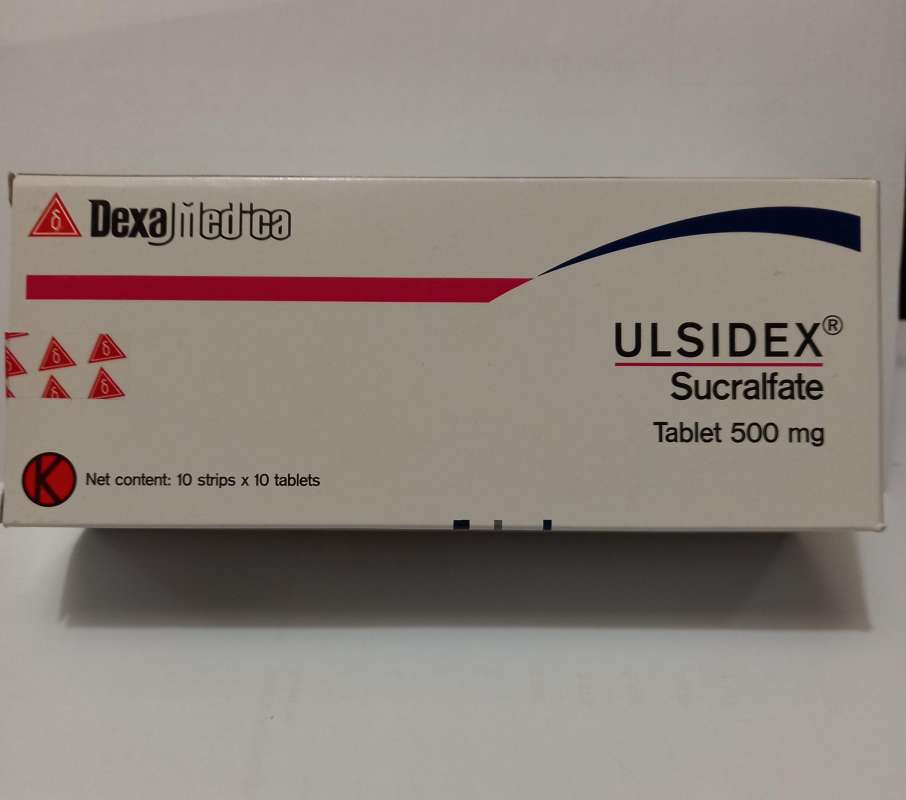 δ DexaMedica
ULSIDEX®
Sucralfate
Tablet 500 mg
δ δ
δ δ
K Net content: 10 strips x 10 tablets